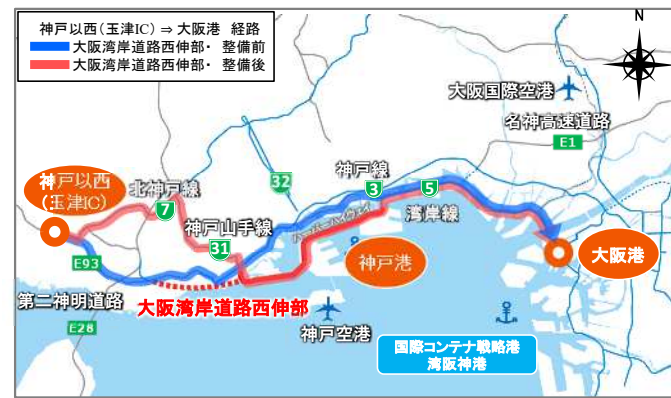 神戸以西(玉津IC) ⇒ 大阪港 経路
大阪湾岸道路西伸部・ 整備前
大阪湾岸道路西伸部・ 整備後
N
大阪国際空港
名神高速道路
E1
神戸以西
(玉津IC)
北神戸線
7
32
神戸線
3
5
湾岸線
ハーバーハイウェイ
神戸山手線
31
神戸港
大阪港
E93
第二神明道路
大阪湾岸道路西伸部
E28
神戸空港
国際コンテナ戦略港
湾阪神港